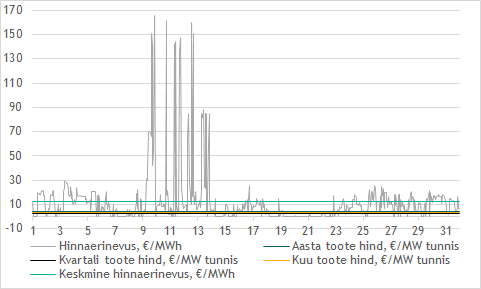 170
150
130
110
90
70
50
30
10
-10
1 3 5 7 9 11 13 15 17 19 21 23 25 27 29 31
Hinnaerinevus, €/MWh Aasta toote hind, €/MW tunnis
Kvartali toote hind, €/MW tunnis Kuu toote hind, €/MW tunnis
Keskmine hinnaerinevus, €/MWh